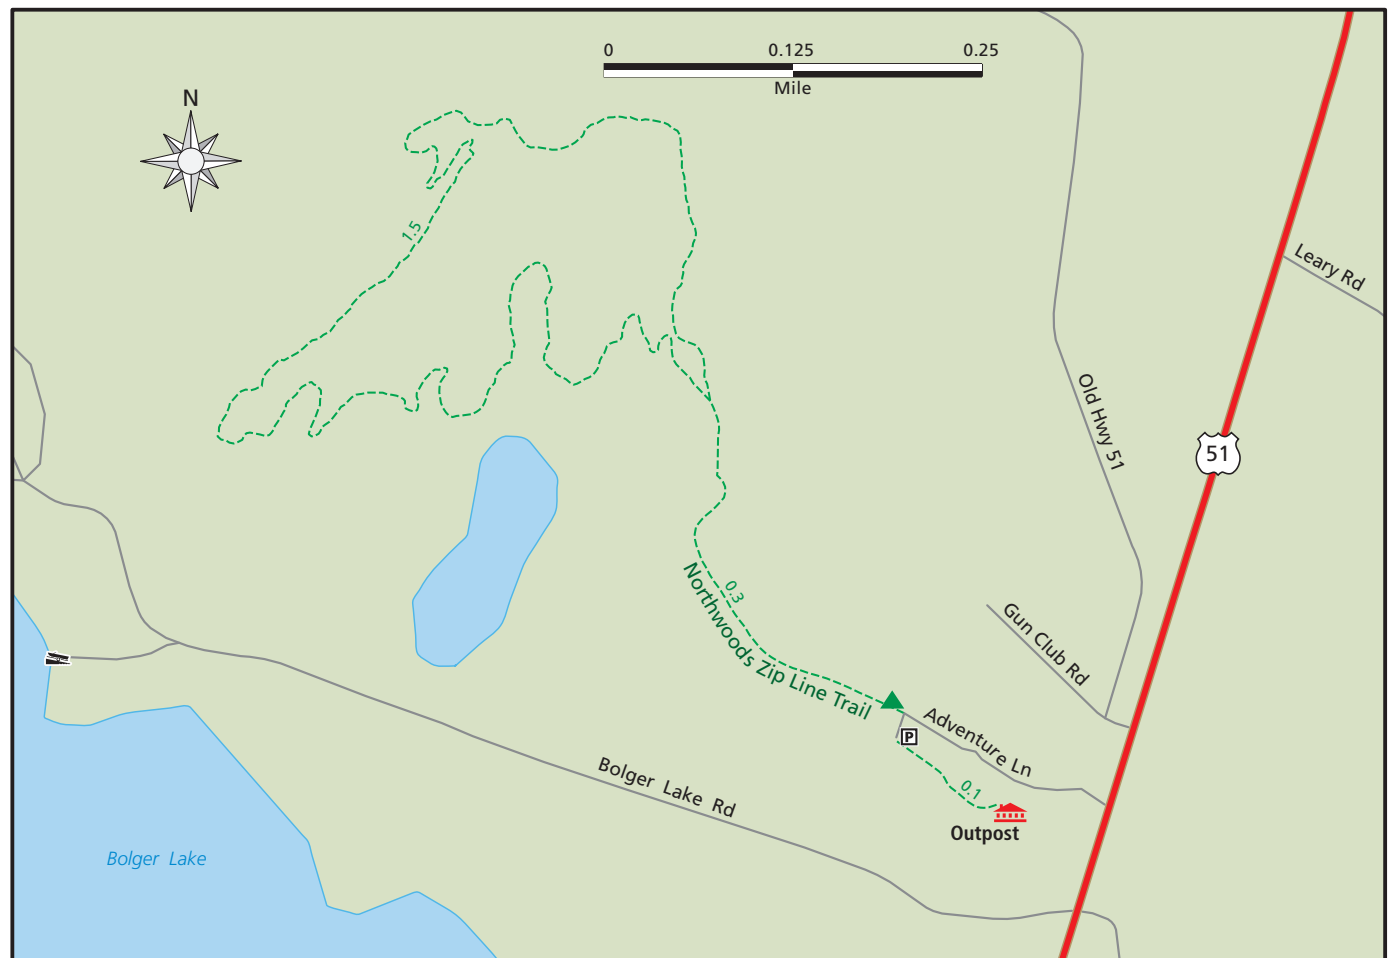 0 0.125 0.25
Mile
N
1.5
Leary Rd
Old Hwy 51
51
Northwoods Zip Line Trail
0.3
Gun Club Rd
P
Adventure Ln
0.1
Outpost
Bolger Lake Rd
Bolger Lake